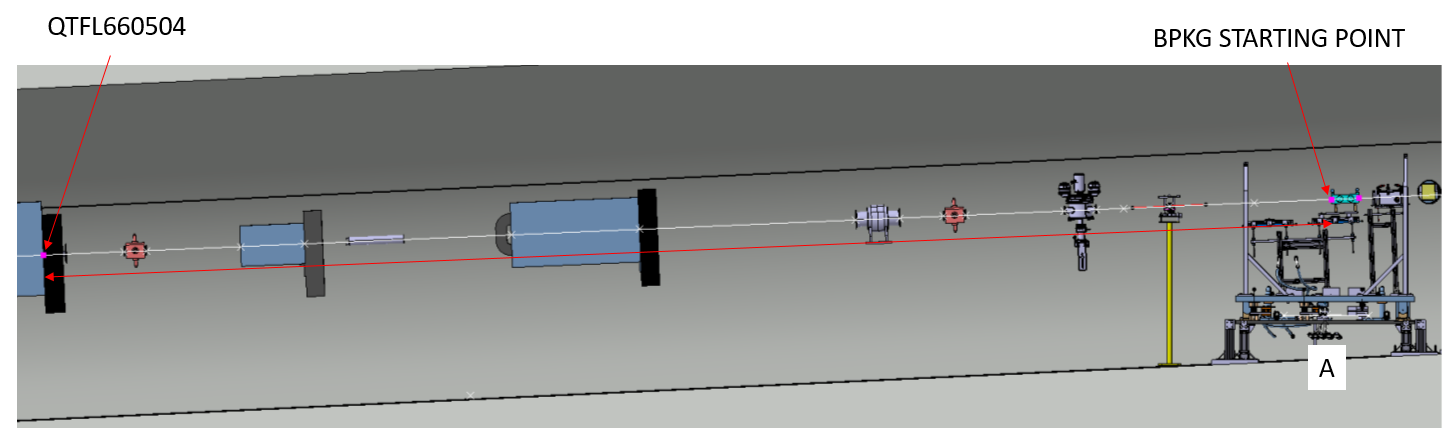 QTFL660504
BPKG STARTING POINT
A